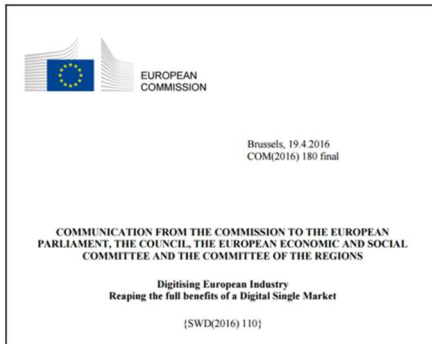 EUROPEAN
COMMISSION
Brussels, 19.4.2016
COM(2016) 180 final
COMMUNICATION FROM THE COMMISSION TO THE EUROPEAN
PARLIAMENT, THE COUNCIL, THE EUROPEAN ECONOMIC AND SOCIAL
COMMITTEE AND THE COMMITTEE OF THE REGIONS
Digitising European Industry
Reaping the full benefits of a Digital Single Market
{SWD(2016) 110}